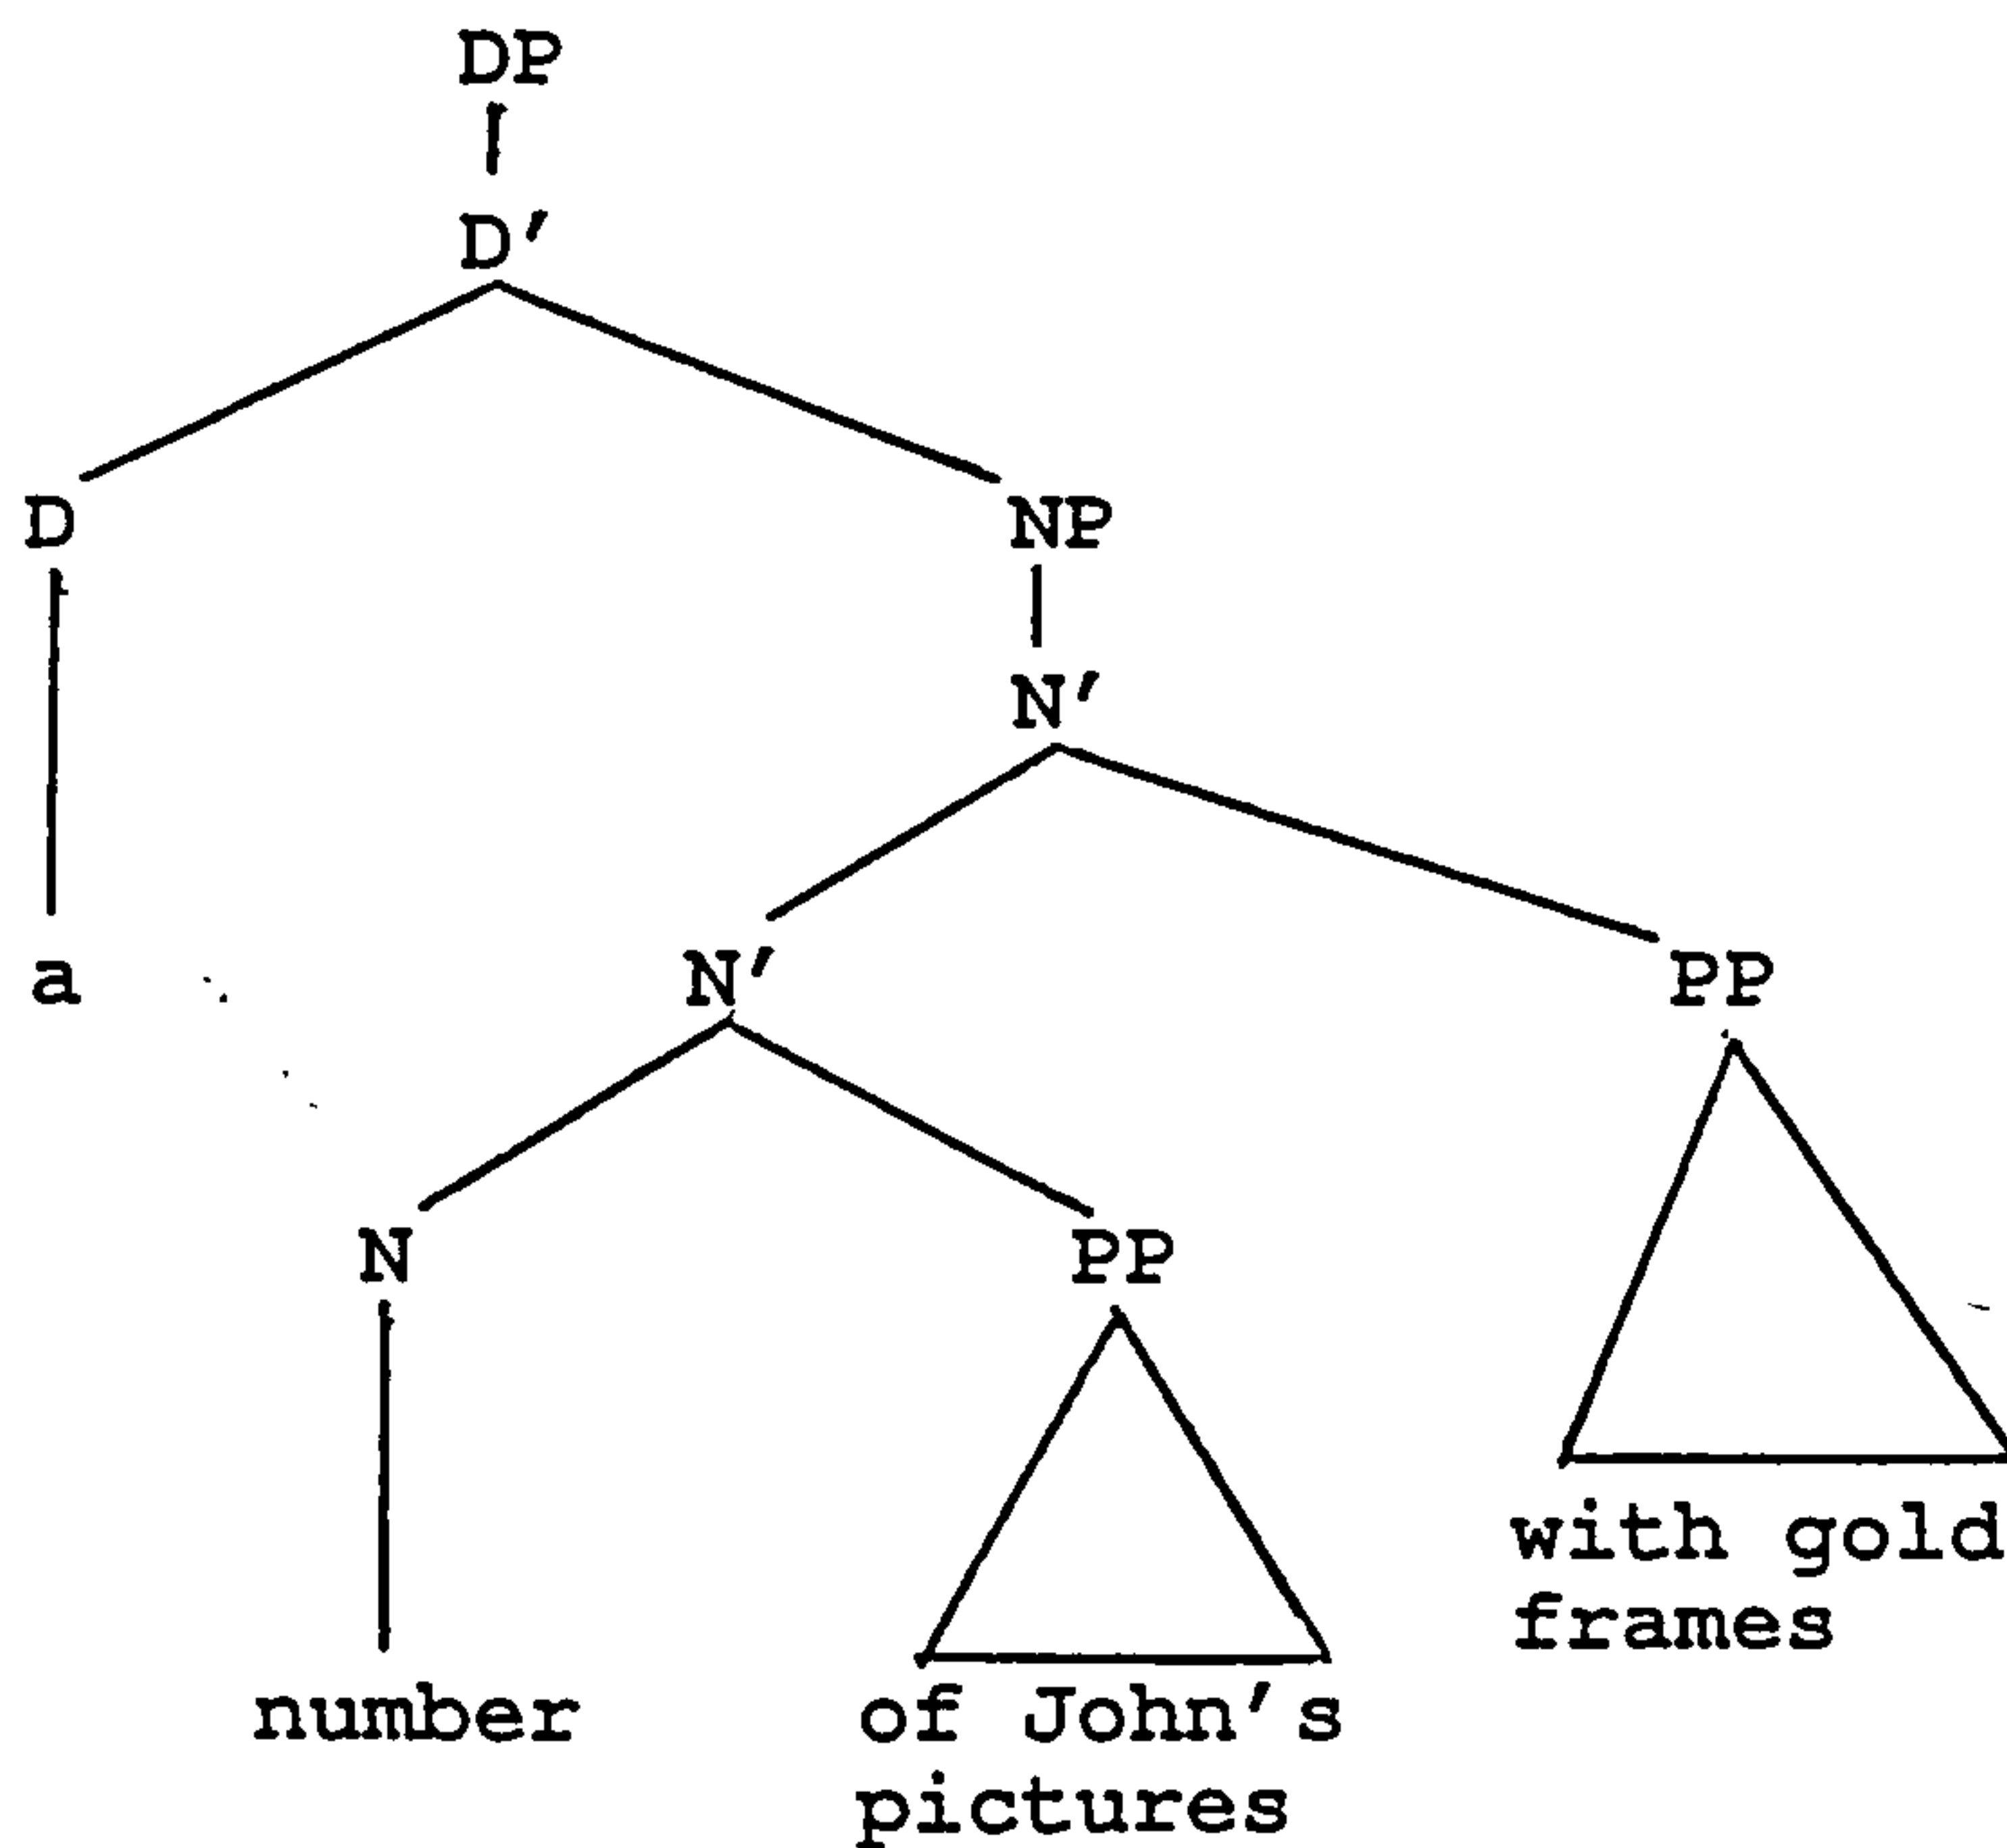 DP
D'
D NP
N'
a N' PP
N PP
with gold
frames
number of John's
pictures